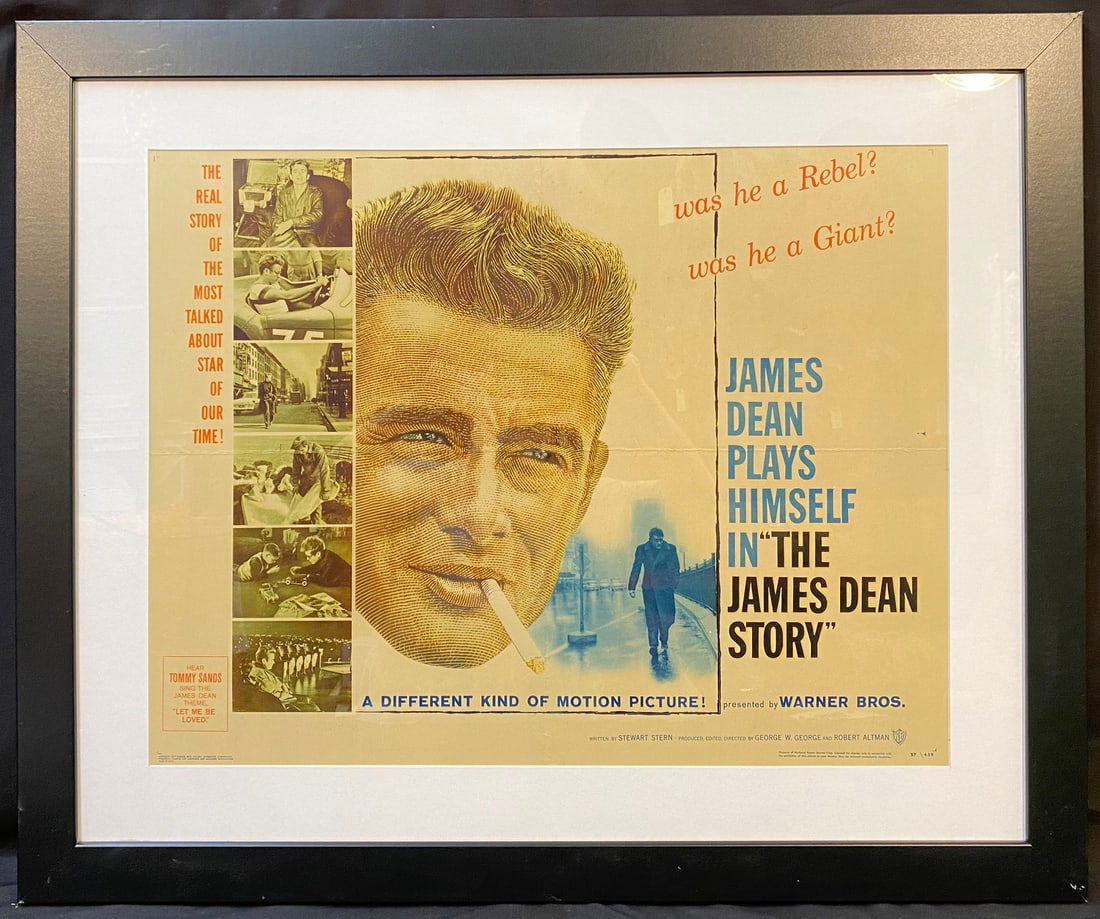 THE
REAL
STORY
OF
THE
MOST
TALKED
ABOUT
STAR
OF
OUR
TIME!
was he a Rebel?
was he a Giant?
JAMES
DEAN
PLAYS
HIMSELF
IN "THE
JAMES DEAN
STORY"
HEAR
TOMMY SANDS
SING THE
JAMES DEAN
THEME,
"LET ME BE
LOVED"
A DIFFERENT KIND OF MOTION PICTURE!
presented by WARNER BROS.
WRITTEN BY STEWART STERN · PRODUCED, EDITED, DIRECTED BY GEORGE W. GEORGE AND ROBERT ALTMAN